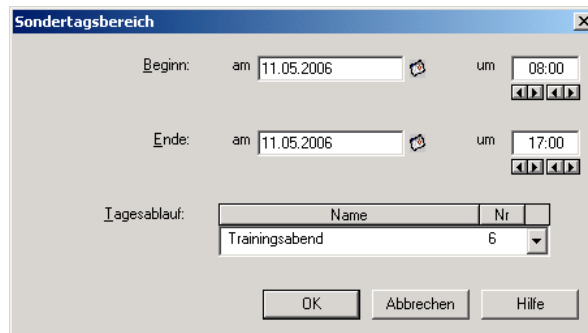 Sondertagsbereich
Beginn: am 11.05.2006 um 08:00
Ende: am 11.05.2006 um 17:00
Tagesablauf: Name Nr
Trainingsabend 6
OK Abbrechen Hilfe